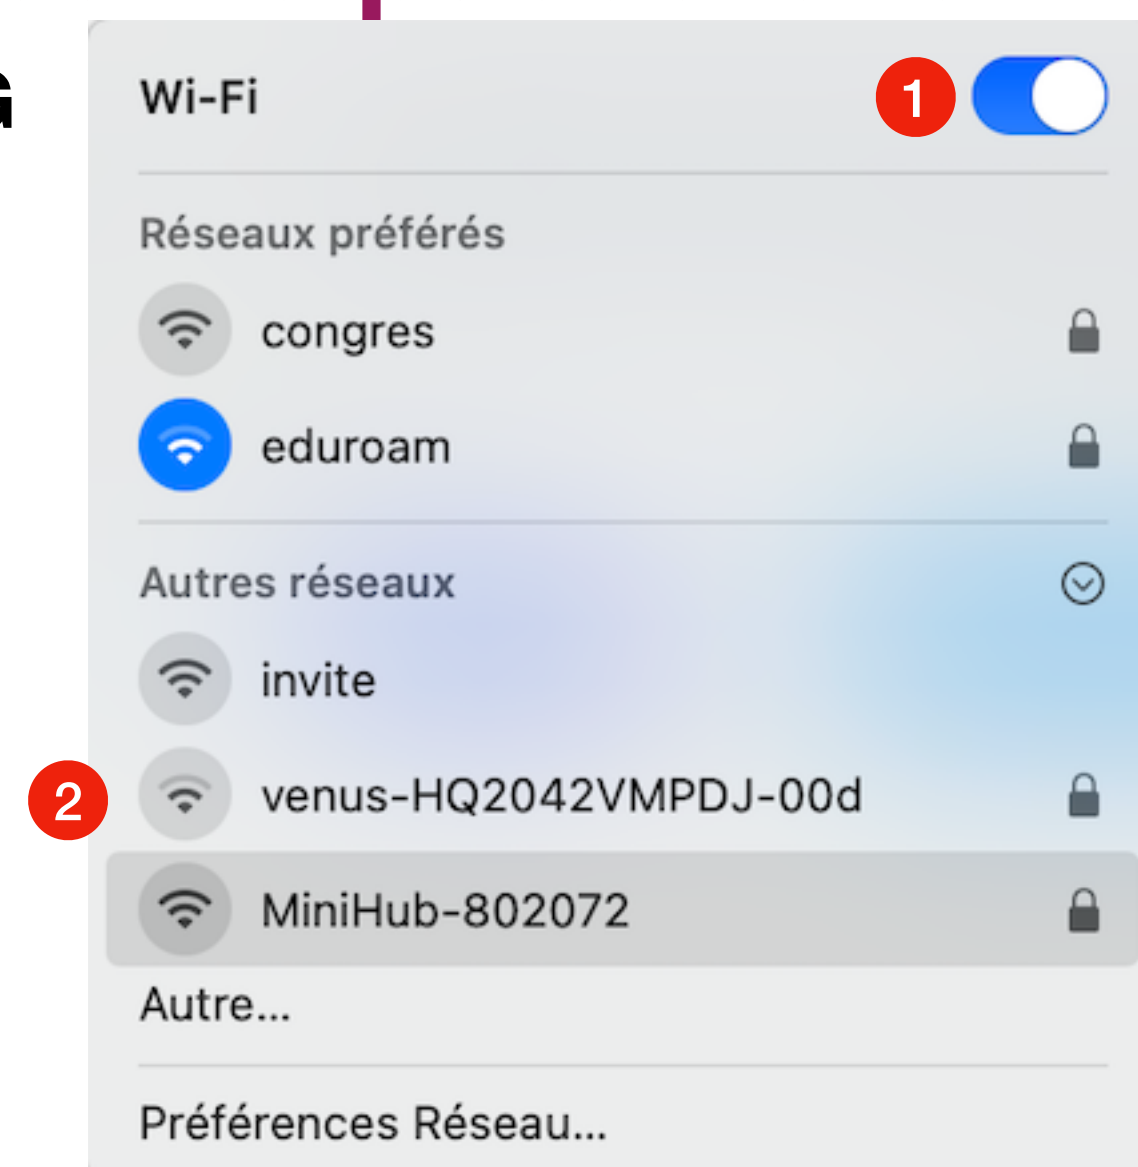 G
Wi-Fi
1
Réseaux préférés
congres
eduroam
Autres réseaux
invite
2
venus-HQ2042VMPDJ-00d
MiniHub-802072
Autre...
Préférences Réseau...